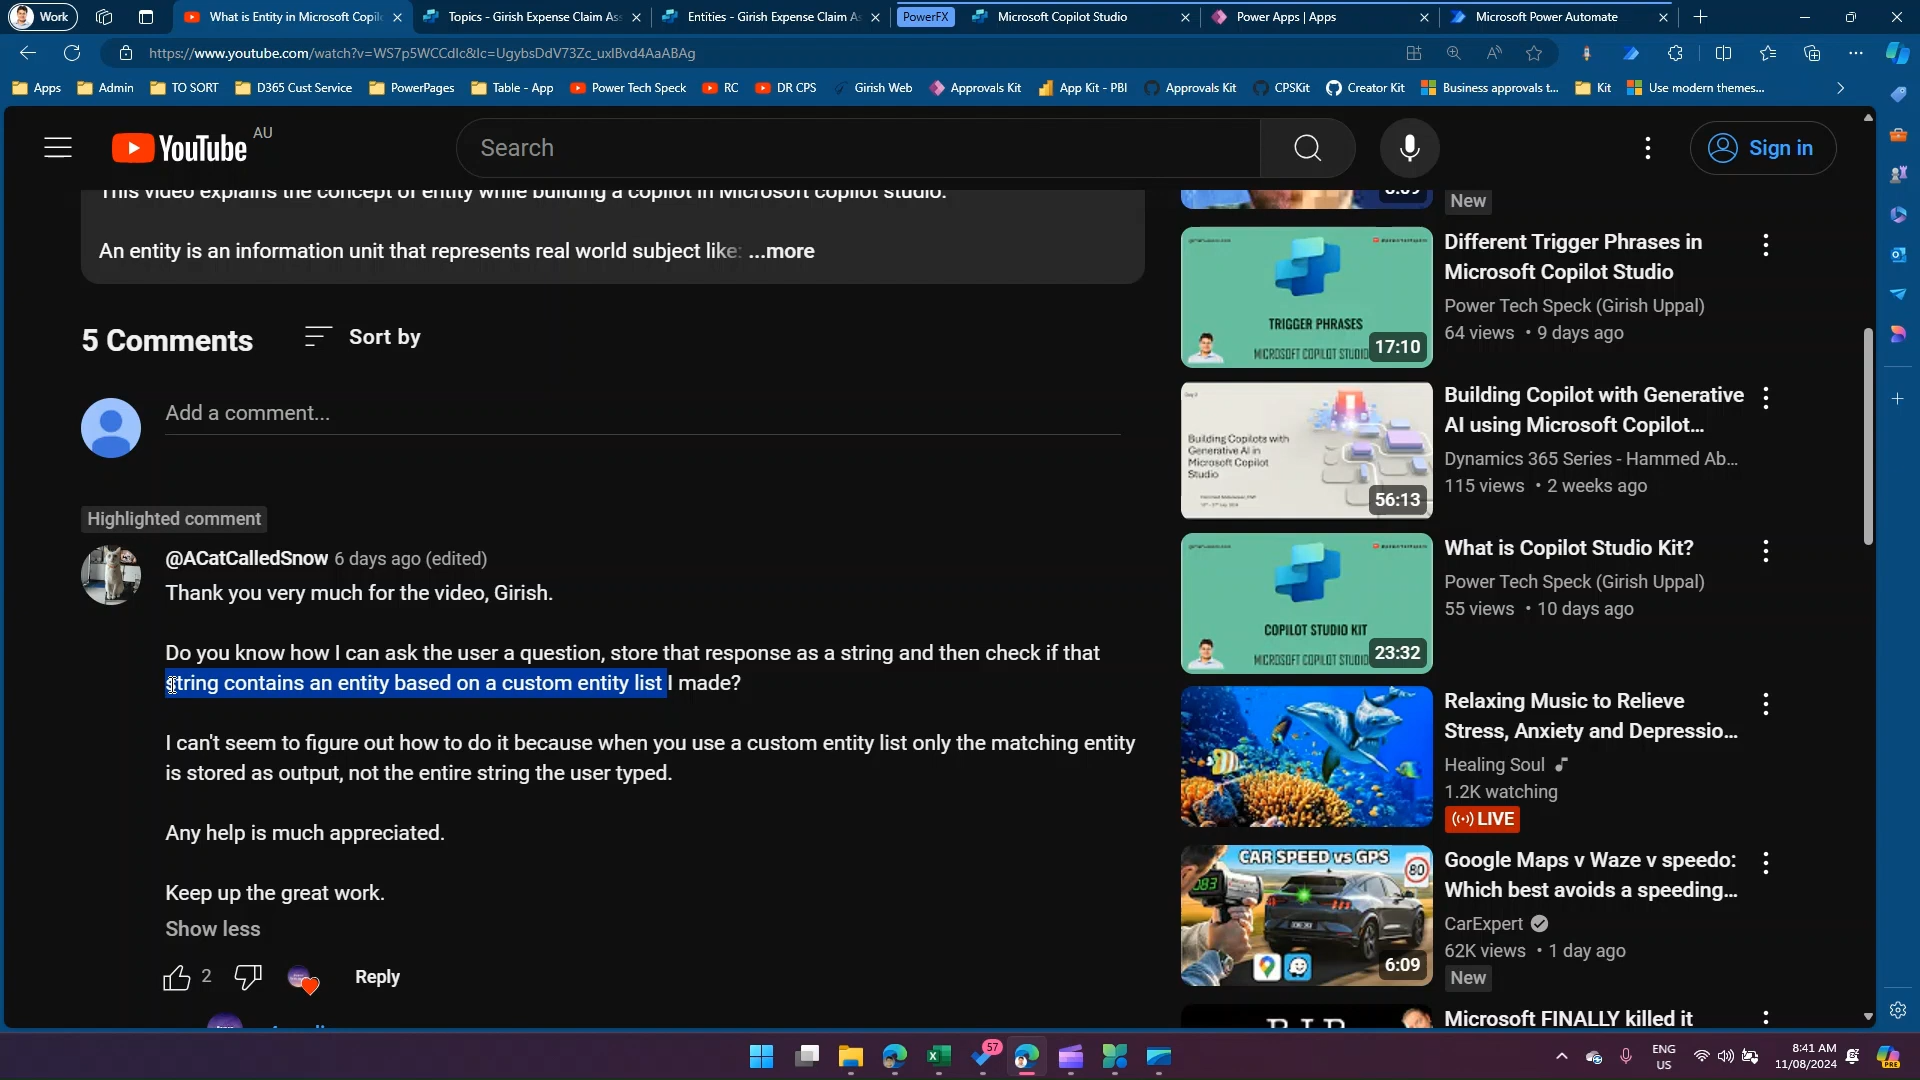 Work
What is Entity in Microsoft Copil
Topics - Girish Expense Claim As
Entities - Girish Expense Claim A
PowerFX
Microsoft Copilot Studio
Power Apps | Apps
Microsoft Power Automate
https://www.youtube.com/watch?v=WS7p5WCCdIc&lc=UgybsDdV73Zc_uxIBvd4AaABAg
Apps
Admin
TO SORT
D365 Cust Service
PowerPages
Table - App
Power Tech Speck
RC
DR CPS
Girish Web
Approvals Kit
App Kit - PBI
Approvals Kit
CPSKit
Creator Kit
Business approvals t...
Kit
Use modern themes...
YouTube
AU
Search
Sign in
This video explains the concept of entity while building a copilot in Microsoft copilot studio.
An entity is an information unit that represents real world subject like: ...more
5 Comments
Sort by
Add a comment...
Highlighted comment
@ACatCalledSnow 6 days ago (edited)
Thank you very much for the video, Girish.
Do you know how I can ask the user a question, store that response as a string and then check if that
string contains an entity based on a custom entity list I made?
I can't seem to figure out how to do it because when you use a custom entity list only the matching entity
is stored as output, not the entire string the user typed.
Any help is much appreciated.
Keep up the great work.
Show less
2
Reply
New
TRIGGER PHRASES
MICROSOFT COPILOT STUDIO
17:10
Different Trigger Phrases in
Microsoft Copilot Studio
Power Tech Speck (Girish Uppal)
64 views • 9 days ago
Building Copilots with
Generative AI in
Microsoft Copilot
Studio
56:13
Building Copilot with Generative
AI using Microsoft Copilot...
Dynamics 365 Series - Hammed Ab...
115 views • 2 weeks ago
COPILOT STUDIO KIT
MICROSOFT COPILOT STUDIO
23:32
What is Copilot Studio Kit?
Power Tech Speck (Girish Uppal)
55 views • 10 days ago
Relaxing Music to Relieve
Stress, Anxiety and Depressio...
Healing Soul
1.2K watching
LIVE
CAR SPEED vs GPS
80
083
6:09
Google Maps v Waze v speedo:
Which best avoids a speeding...
CarExpert
62K views • 1 day ago
New
Microsoft FINALLY killed it
57
ENG
US
8:41 AM
11/08/2024
PRE